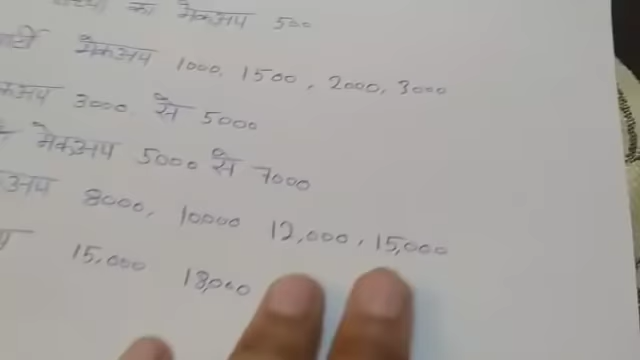 का मेकअप 500
मेकअप 1000, 1500, 2000, 3000
3000 से 5000
मेकअप 5000 से 7000
8000, 10000 12,000, 15,000
15,000 18,000